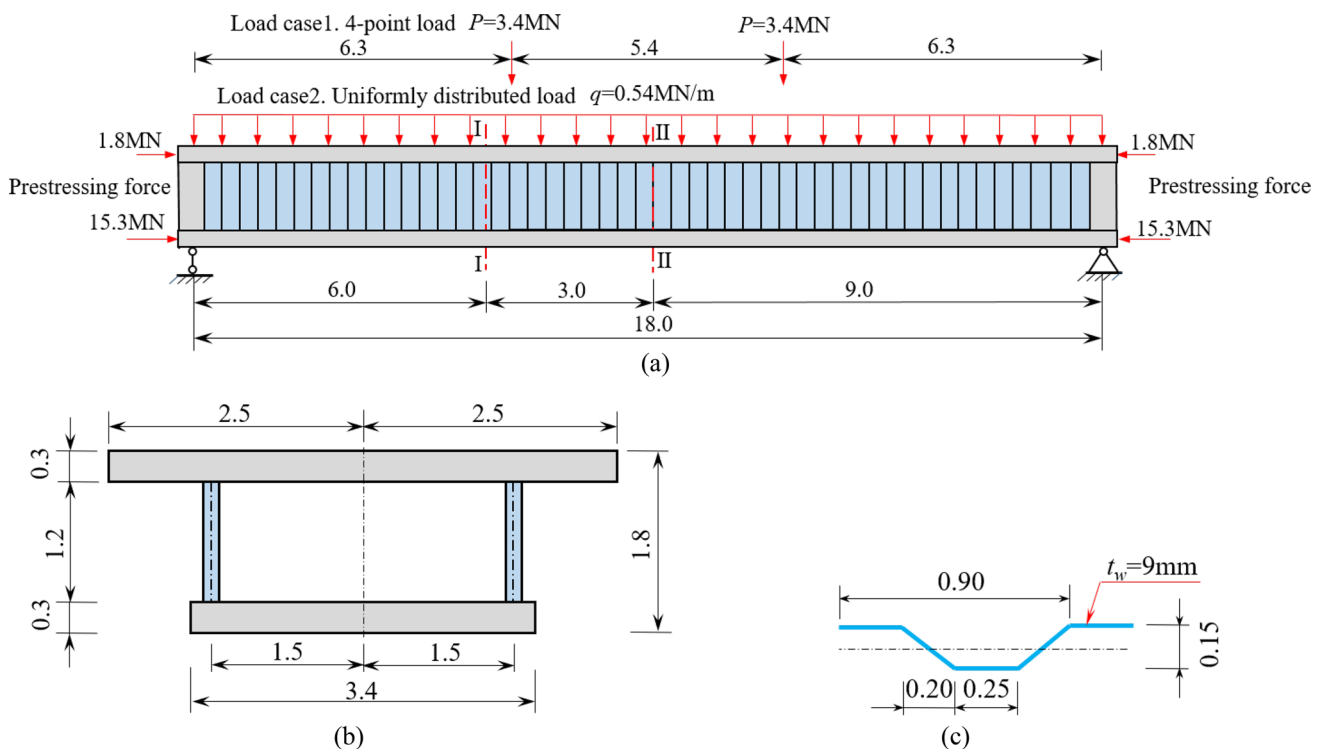 Load case1. 4-point load P=3.4MN P=3.4MN
6.3 5.4 6.3
Load case2. Uniformly distributed load q=0.54MN/m
I II
1.8MN 1.8MN
Prestressing force Prestressing force
15.3MN 15.3MN
I II
6.0 3.0 9.0
18.0
(a)
2.5 2.5
0.3
1.2
0.3
1.8
1.5 1.5
3.4
(b)
tw=9mm
0.90
0.15
0.20 0.25
(c)